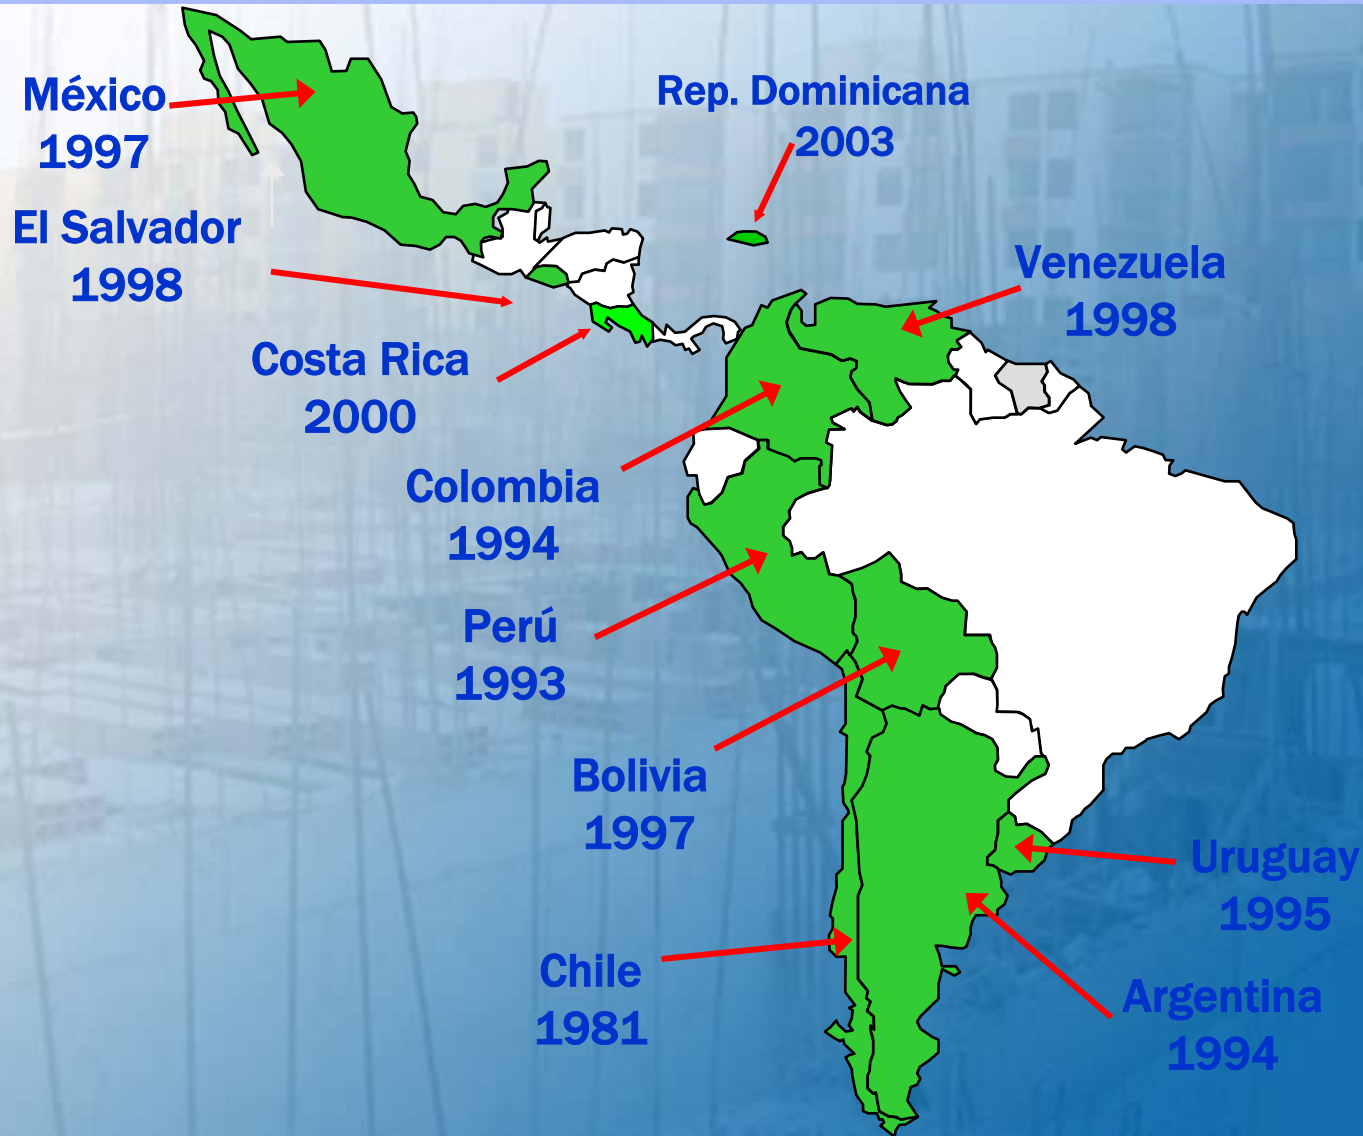 México
1997
Rep. Dominicana
2003
El Salvador
1998
Venezuela
1998
Costa Rica
2000
Colombia
1994
Perú
1993
Bolivia
1997
Uruguay
1995
Chile
1981
Argentina
1994